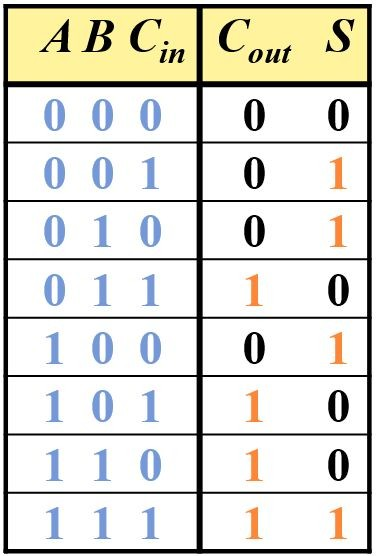 A B Cin Cout S
0 0 0 0 0
0 0 1 0 1
0 1 0 0 1
0 1 1 1 0
1 0 0 0 1
1 0 1 1 0
1 1 0 1 0
1 1 1 1 1